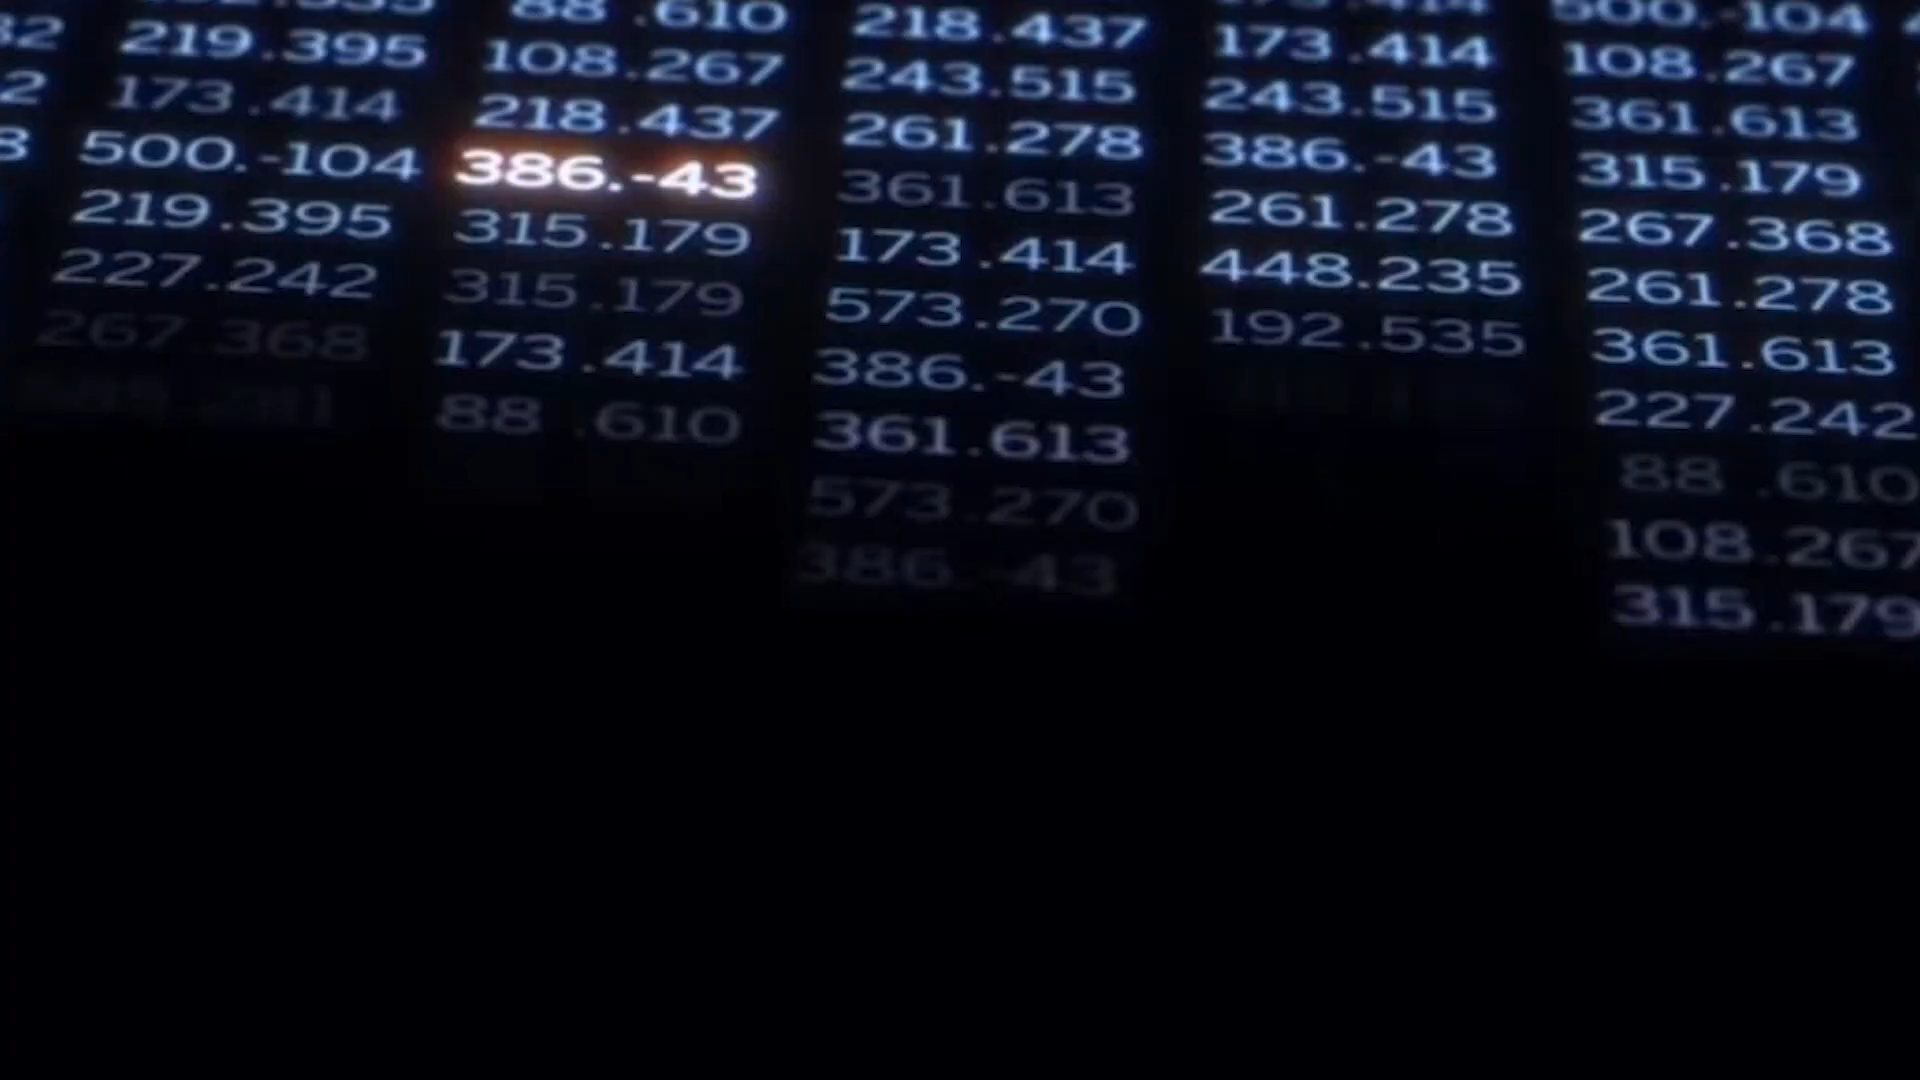 88 .610 218.437 500.-104
219.395 108.267 243.515 173.414 108.267
173.414 218.437 261.278 243.515 361.613
500.-104 386.-43 361.613 386.-43 315.179
219.395 315.179 173.414 261.278 267.368
227.242 315.179 573.270 448.235 261.278
267.368 173.414 386.-43 192.535 361.613
88 .610 361.613 227.242
573.270 88 .610
386.-43 108.267
315.179